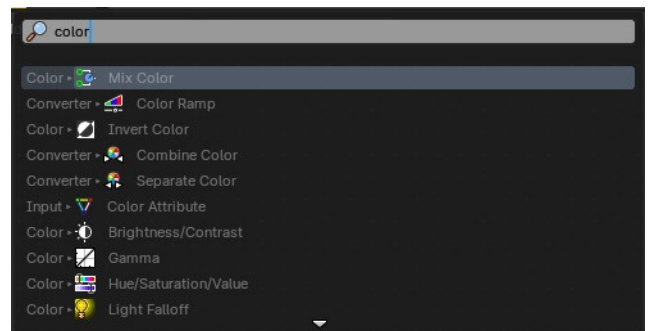 color
Color ▸ Mix Color
Converter ▸ Color Ramp
Color ▸ Invert Color
Converter ▸ Combine Color
Converter ▸ Separate Color
Input ▸ Color Attribute
Color ▸ Brightness/Contrast
Color ▸ Gamma
Color ▸ Hue/Saturation/Value
Color ▸ Light Falloff